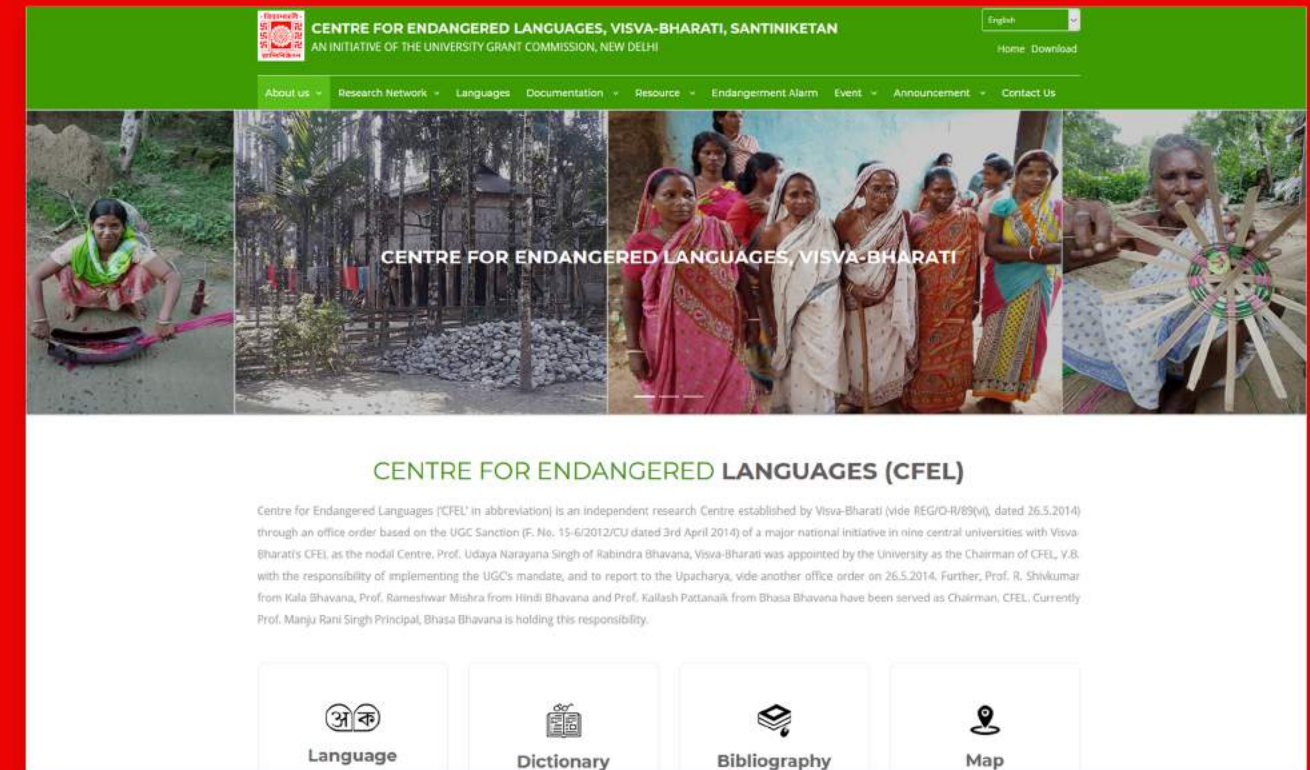 CENTRE FOR ENDANGERED LANGUAGES, VISVA-BHARATI, SANTINIKETAN
AN INITIATIVE OF THE UNIVERSITY GRANT COMMISSION, NEW DELHI
English
Home Download
About us Research Network Languages Documentation Resource Endangerment Alarm Event Announcement Contact Us
CENTRE FOR ENDANGERED LANGUAGES, VISVA-BHARATI
CENTRE FOR ENDANGERED LANGUAGES (CFEL)
Centre for Endangered Languages ('CFEL' in abbreviation) is an independent research Centre established by Visva-Bharati (vide REG/O-R/89(vi), dated 26.5.2014)
through an office order based on the UGC Sanction (F. No. 15-6/2012/CU dated 3rd April 2014) of a major national initiative in nine central universities with Visva-
Bharati's CFEL as the nodal Centre. Prof. Udaya Narayana Singh of Rabindra Bhavana, Visva-Bharati was appointed by the University as the Chairman of CFEL, V.B.
with the responsibility of implementing the UGC's mandate, and to report to the Upacharya, vide another office order on 26.5.2014. Further, Prof. R. Shivkumar
from Kala Bhavana, Prof. Rameshwar Mishra from Hindi Bhavana and Prof. Kailash Pattanaik from Bhasa Bhavana have been served as Chairman, CFEL. Currently
Prof. Manju Rani Singh Principal, Bhasa Bhavana is holding this responsibility.
अ क
Language
Dictionary
Bibliography
Map